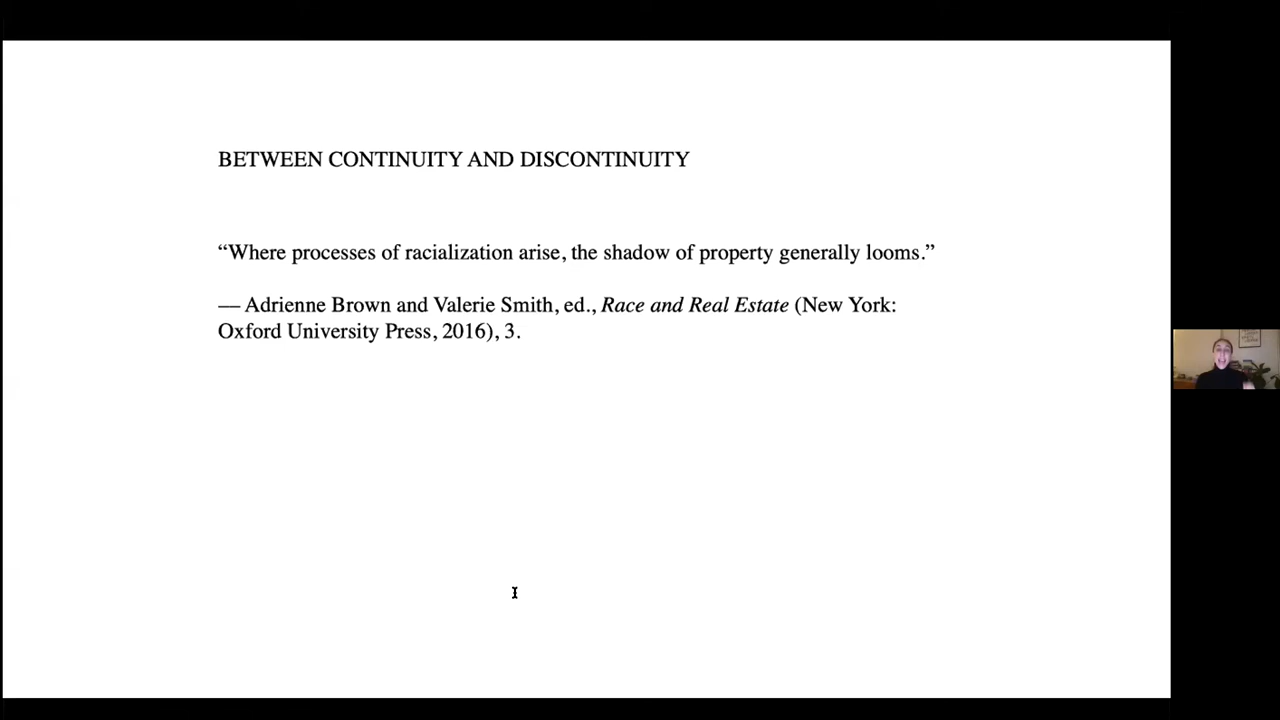 BETWEEN CONTINUITY AND DISCONTINUITY
“Where processes of racialization arise, the shadow of property generally looms.”
— Adrienne Brown and Valerie Smith, ed., Race and Real Estate (New York:
Oxford University Press, 2016), 3.